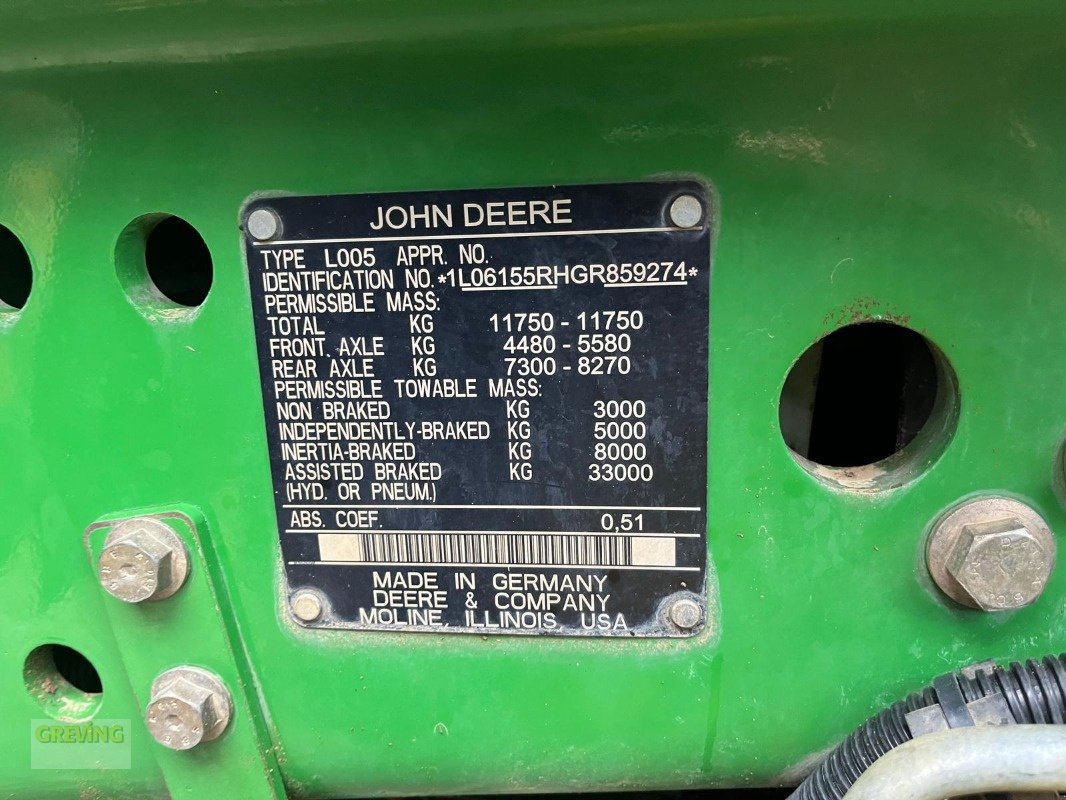 JOHN DEERE
TYPE L005 APPR. NO.
IDENTIFICATION NO. *1L06155RHGR859274*
PERMISSIBLE MASS:
TOTAL KG 11750 - 11750
FRONT. AXLE KG 4480 - 5580
REAR AXLE KG 7300 - 8270
PERMISSIBLE TOWABLE MASS:
NON BRAKED KG 3000
INDEPENDENTLY-BRAKED KG 5000
INERTIA-BRAKED KG 8000
ASSISTED BRAKED KG 33000
(HYD. OR PNEUM.)
ABS. COEF. 0,51
MADE IN GERMANY
DEERE & COMPANY
MOLINE, ILLINOIS, USA
GREVING